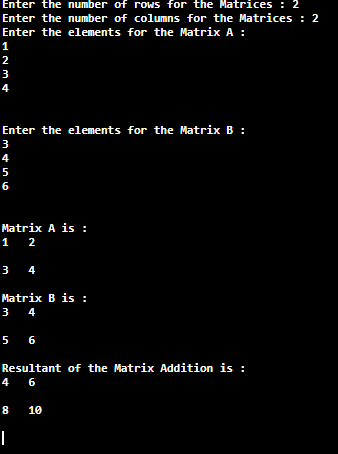 Enter the number of rows for the Matrices : 2
Enter the number of columns for the Matrices : 2
Enter the elements for the Matrix A :
1
2
3
4
Enter the elements for the Matrix B :
3
4
5
6
Matrix A is :
1   2
3   4
Matrix B is :
3   4
5   6
Resultant of the Matrix Addition is :
4   6
8   10